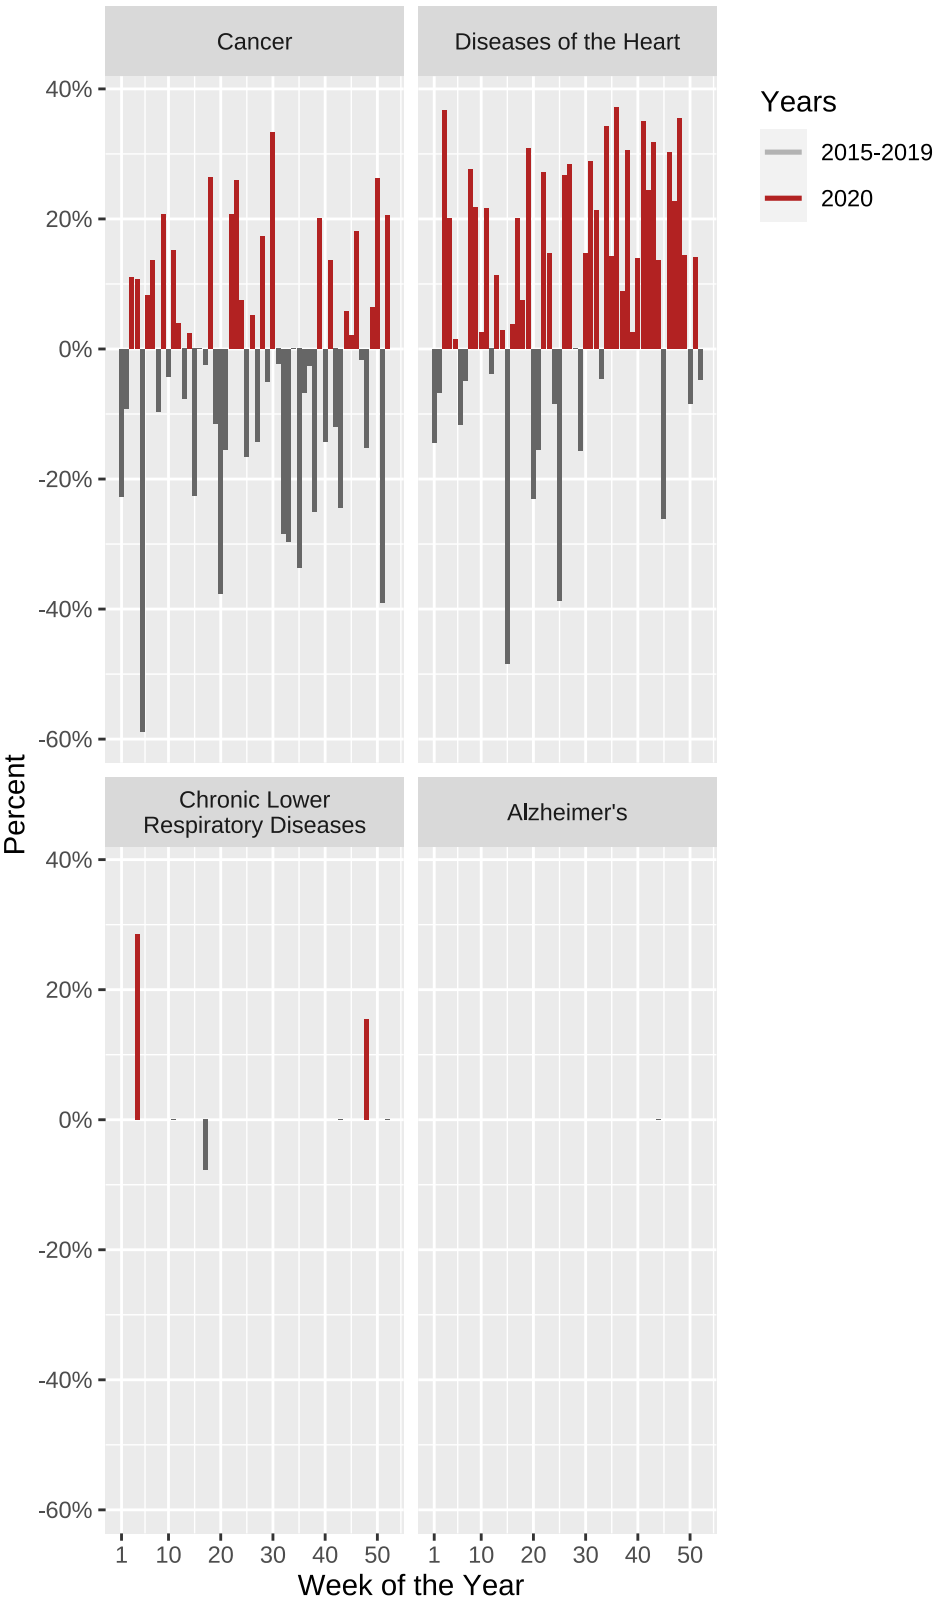 Cancer
Diseases of the Heart
Years
2015-2019
2020
40%
20%
0%
-20%
-40%
-60%
Percent
Chronic Lower
Respiratory Diseases
Alzheimer's
40%
20%
0%
-20%
-40%
-60%
1 10 20 30 40 50
1 10 20 30 40 50
Week of the Year